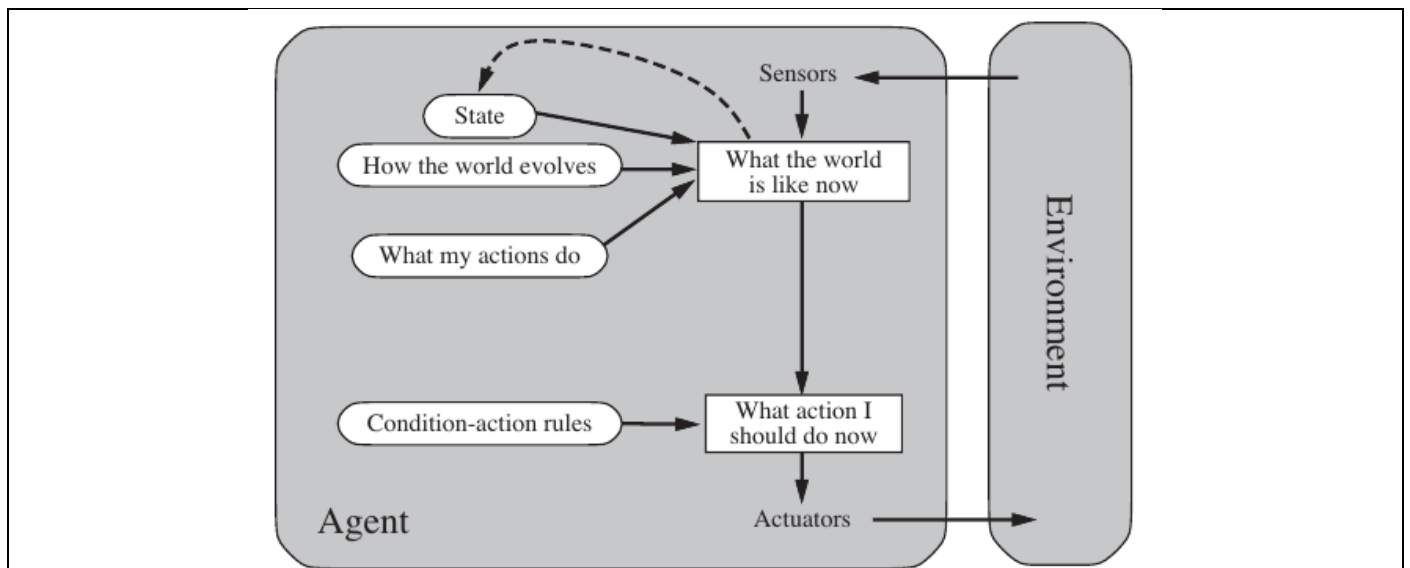 Sensors
State
What the world
is like now
How the world evolves
What my actions do
Environment
Condition-action rules
What action I
should do now
Agent
Actuators